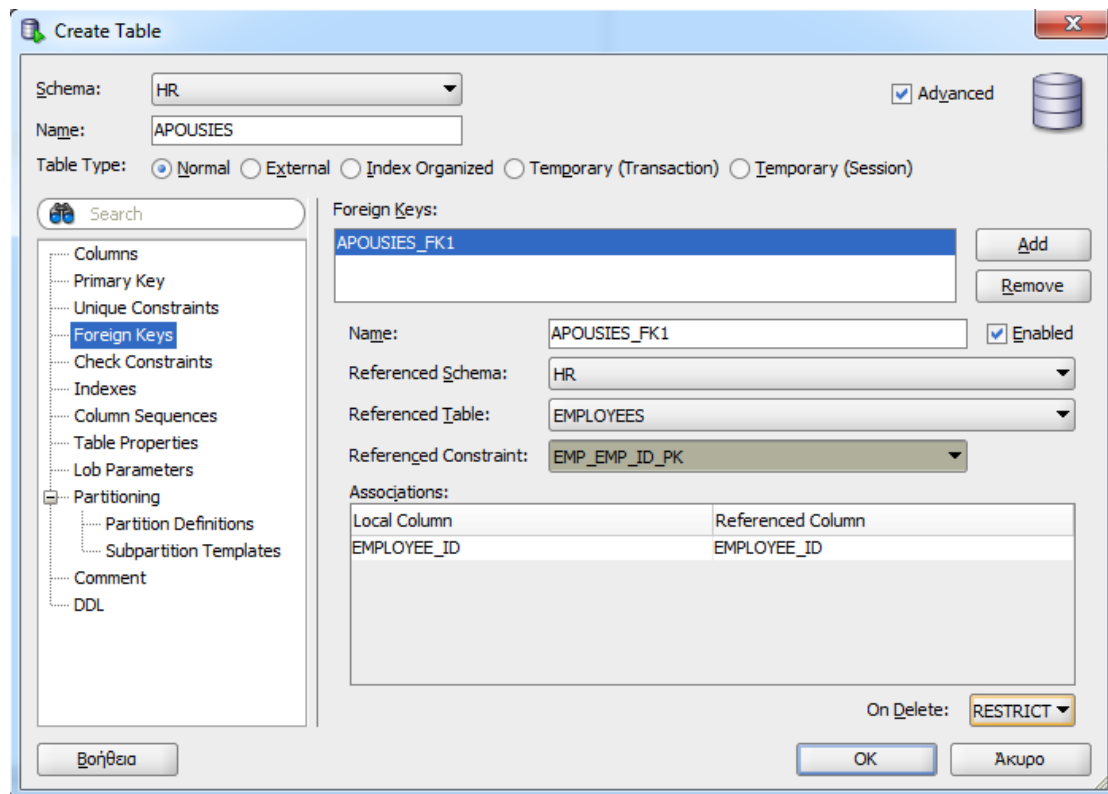 Create Table
Schema:
HR
Advanced
Name:
APOUSIES
Table Type:
Normal
External
Index Organized
Temporary (Transaction)
Temporary (Session)
Search
Columns
Primary Key
Unique Constraints
Foreign Keys
Check Constraints
Indexes
Column Sequences
Table Properties
Lob Parameters
Partitioning
Partition Definitions
Subpartition Templates
Comment
DDL
Foreign Keys:
APOUSIES_FK1
Add
Remove
Name:
APOUSIES_FK1
Enabled
Referenced Schema:
HR
Referenced Table:
EMPLOYEES
Referenced Constraint:
EMP_EMP_ID_PK
Associations:
Local Column
Referenced Column
EMPLOYEE_ID
EMPLOYEE_ID
On Delete:
RESTRICT
Βοήθεια
OK
Άκυρο